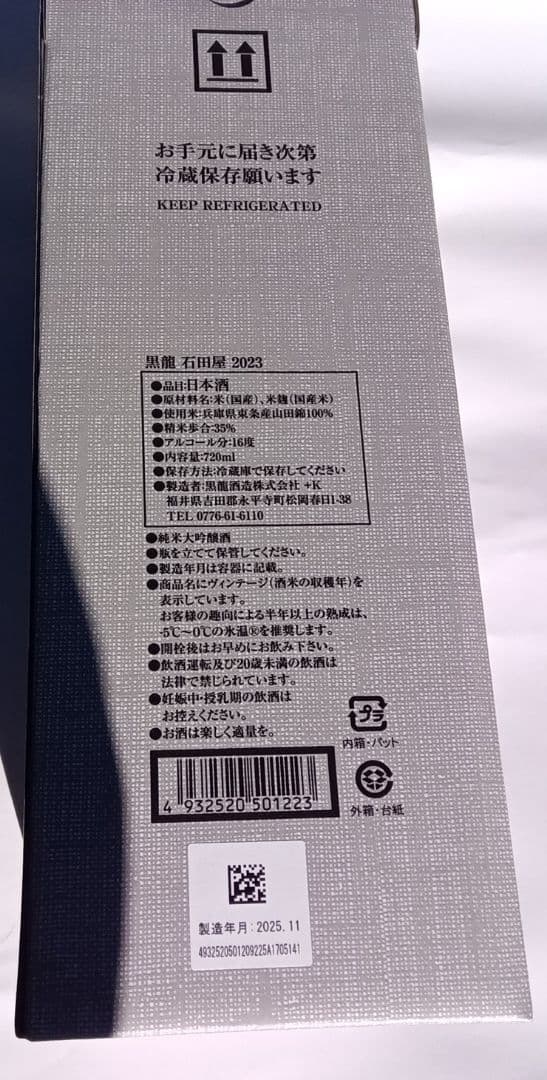 お手元に届き次第
冷蔵保存願います
KEEP REFRIGERATED
黒龍 石田屋 2023
●品目:日本酒
●原材料名:米(国産)、米麹(国産米)
●使用米:兵庫県東条産山田錦100%
●精米歩合:35%
●アルコール分:16度
●内容量:720ml
●保存方法:冷蔵庫で保存してください
●製造者:黒龍酒造株式会社 +K
福井県吉田郡永平寺町松岡春日1-38
TEL 0776-61-6110
●純米大吟醸酒
●瓶を立てて保管してください。
●製造年月は容器に記載。
●商品名にヴィンテージ(酒米の収穫年)を
表示しています。
お客様の趣向による半年以上の熟成は、
-5℃〜0℃の氷温®を推奨します。
●開栓後はお早めにお飲み下さい。
●飲酒運転及び20歳未満の飲酒は
法律で禁じられています。
●妊娠中・授乳期の飲酒は
お控えください。
●お酒は楽しく適量を。
プラ
内箱・パット
外箱・台紙
4 932520 501223
製造年月:2025.11
4932520501209225A1705141